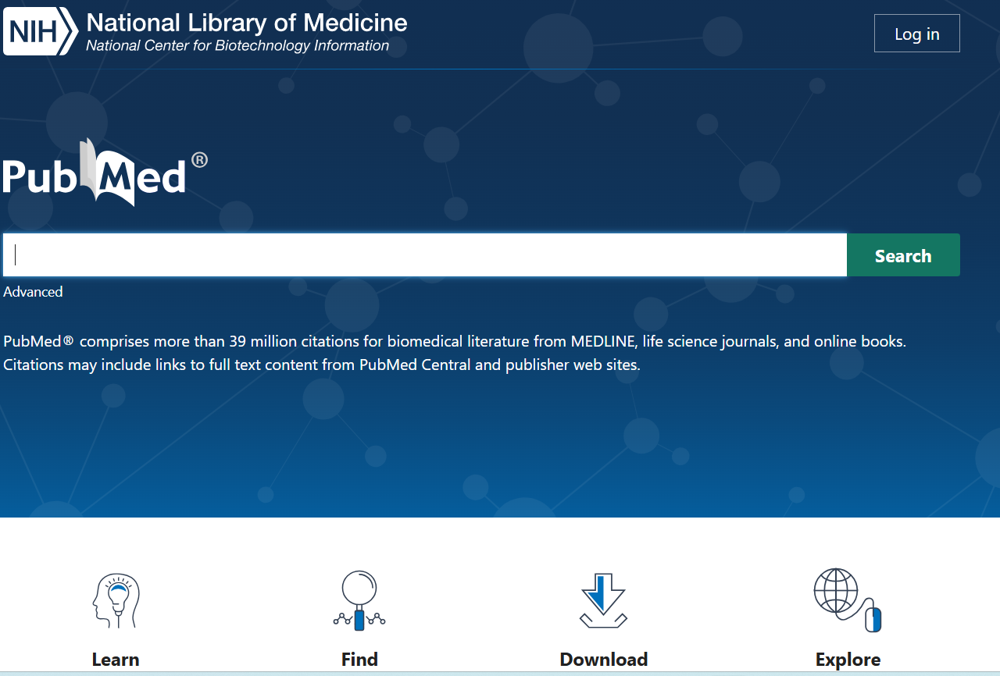 NIH National Library of Medicine
National Center for Biotechnology Information
Log in
PubMed®
Search
Advanced
PubMed® comprises more than 39 million citations for biomedical literature from MEDLINE, life science journals, and online books.
Citations may include links to full text content from PubMed Central and publisher web sites.
Learn
Find
Download
Explore